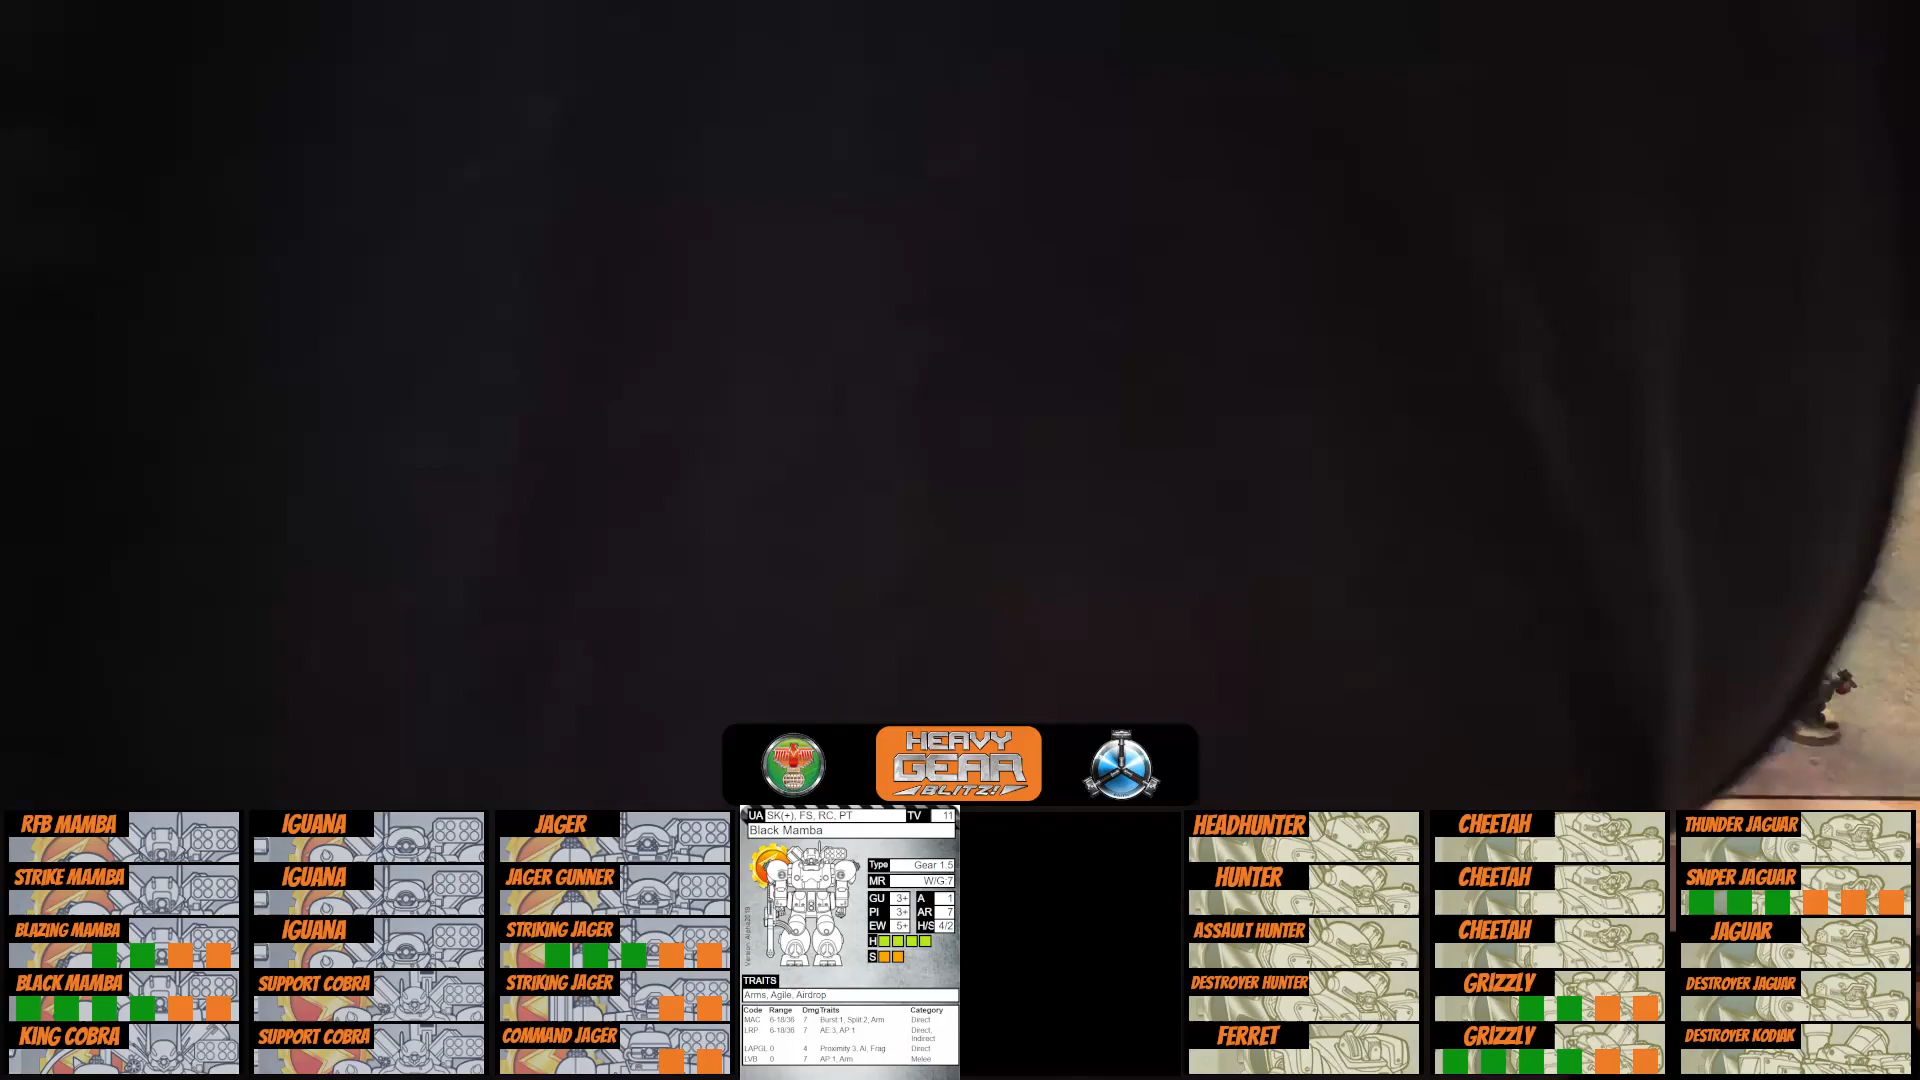 HEAVY
GEAR
BLITZ!
RFB MAMBA
STRIKE MAMBA
BLAZING MAMBA
BLACK MAMBA
KING COBRA
IGUANA
IGUANA
IGUANA
SUPPORT COBRA
SUPPORT COBRA
JAGER
JAGER GUNNER
STRIKING JAGER
STRIKING JAGER
COMMAND JAGER
UA SK(+), FS, RC, PT TV 11
Black Mamba
Type Gear 1.5
MR W/G:7
GU 3+ A 1
PI 3+ AR 7
EW 5+ H/S 4/2
H
S
TRAITS
Arms, Agile, Airdrop
Code Range Dmg Traits Category
MAC 6-18/36 7 Burst 1, Split 2, Arm Direct
LRP 6-18/36 7 AE:3, AP:1 Direct,
Indirect
LAPGL 0 4 Proximity 3, AI, Frag Direct
LVB 0 7 AP:1, Arm Melee
HEADHUNTER
HUNTER
ASSAULT HUNTER
DESTROYER HUNTER
FERRET
CHEETAH
CHEETAH
CHEETAH
GRIZZLY
GRIZZLY
THUNDER JAGUAR
SNIPER JAGUAR
JAGUAR
DESTROYER JAGUAR
DESTROYER KODIAK